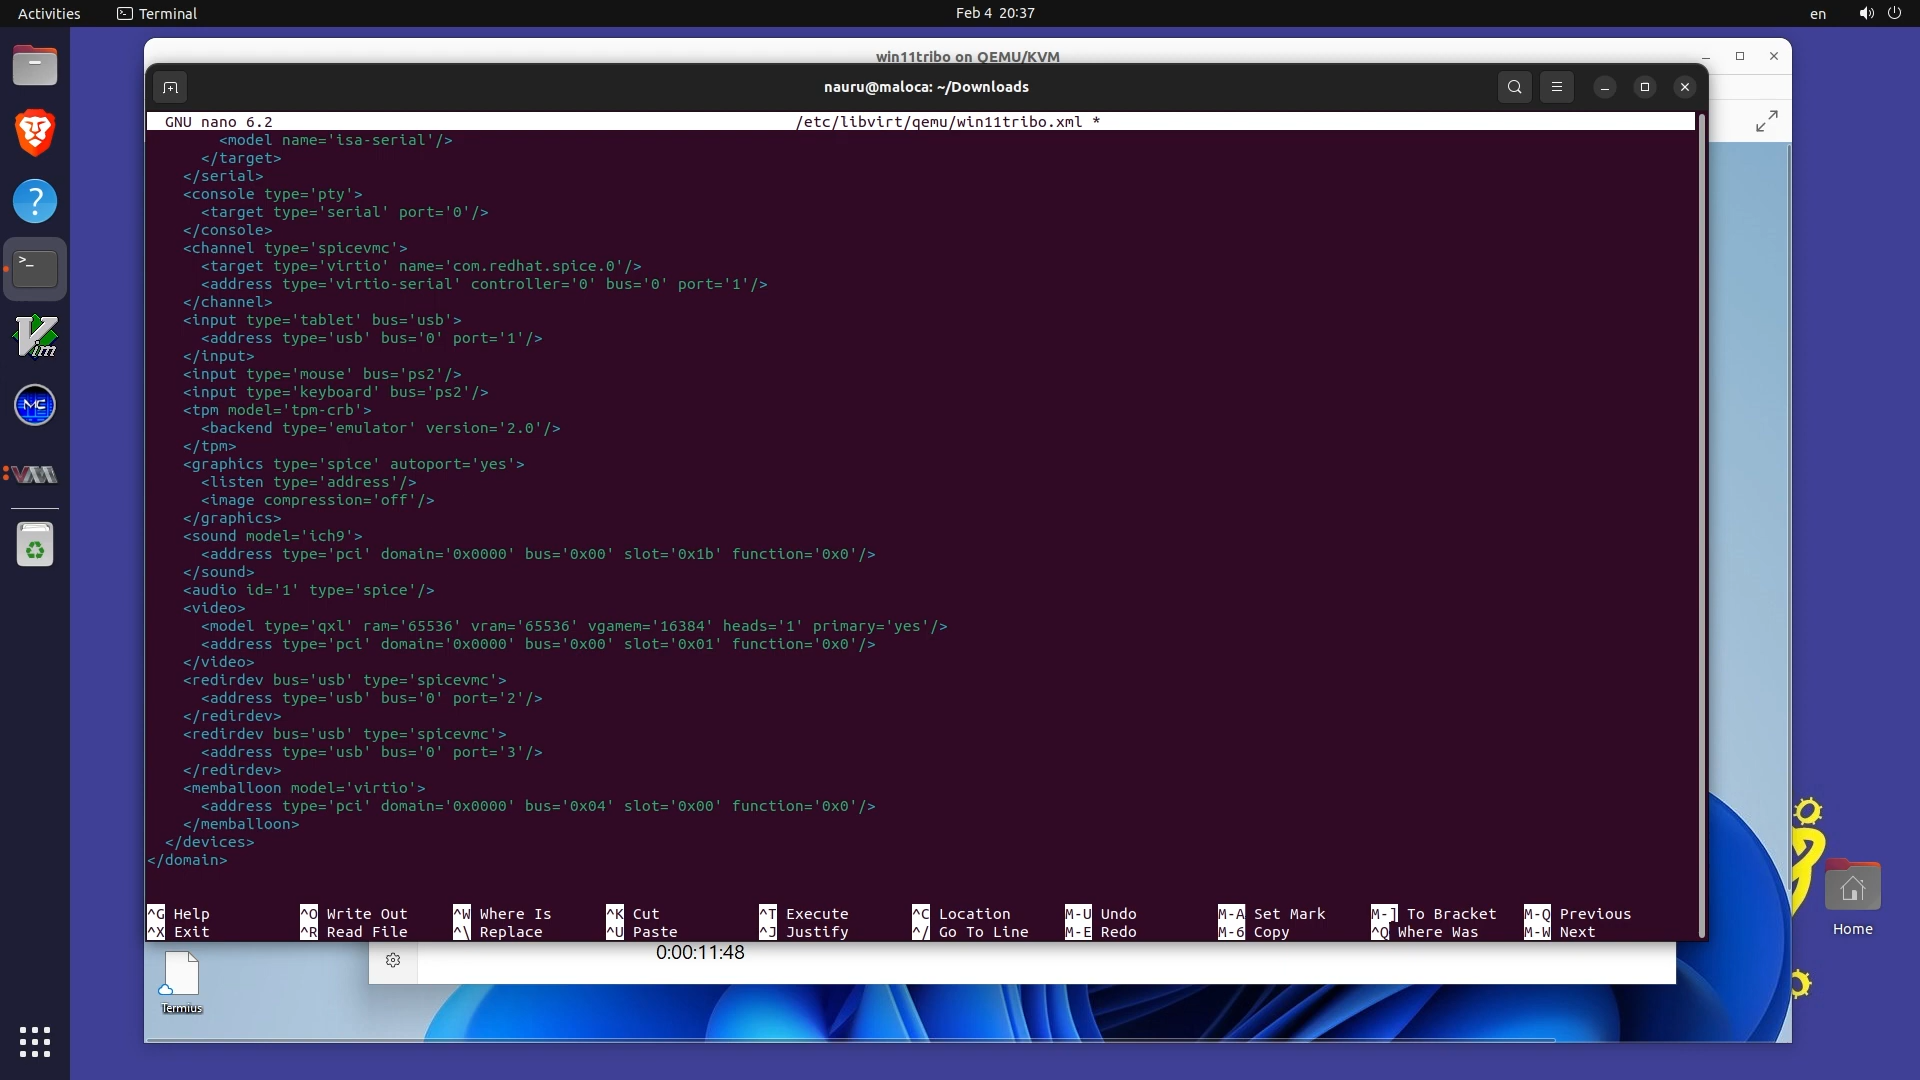 Activities Terminal Feb 4 20:37 en
win11tribo on QEMU/KVM
nauru@maloca: ~/Downloads
GNU nano 6.2 /etc/libvirt/qemu/win11tribo.xml *
<model name='isa-serial'/>
</target>
</serial>
<console type='pty'>
<target type='serial' port='0'/>
</console>
<channel type='spicevmc'>
<target type='virtio' name='com.redhat.spice.0'/>
<address type='virtio-serial' controller='0' bus='0' port='1'/>
</channel>
<input type='tablet' bus='usb'>
<address type='usb' bus='0' port='1'/>
</input>
<input type='mouse' bus='ps2'/>
<input type='keyboard' bus='ps2'/>
<tpm model='tpm-crb'>
<backend type='emulator' version='2.0'/>
</tpm>
<graphics type='spice' autoport='yes'>
<listen type='address'/>
<image compression='off'/>
</graphics>
<sound model='ich9'>
<address type='pci' domain='0x0000' bus='0x00' slot='0x1b' function='0x0'/>
</sound>
<audio id='1' type='spice'/>
<video>
<model type='qxl' ram='65536' vram='65536' vgamem='16384' heads='1' primary='yes'/>
<address type='pci' domain='0x0000' bus='0x00' slot='0x01' function='0x0'/>
</video>
<redirdev bus='usb' type='spicevmc'>
<address type='usb' bus='0' port='2'/>
</redirdev>
<redirdev bus='usb' type='spicevmc'>
<address type='usb' bus='0' port='3'/>
</redirdev>
<memballoon model='virtio'>
<address type='pci' domain='0x0000' bus='0x04' slot='0x00' function='0x0'/>
</memballoon>
</devices>
</domain>
^G Help ^O Write Out ^W Where Is ^K Cut ^T Execute ^C Location M-U Undo M-A Set Mark M-] To Bracket M-Q Previous
^X Exit ^R Read File ^\ Replace ^U Paste ^J Justify ^/ Go To Line M-E Redo M-6 Copy ^Q Where Was M-W Next
0:00:11:48
Termius
Home
Vim
MC
VMM